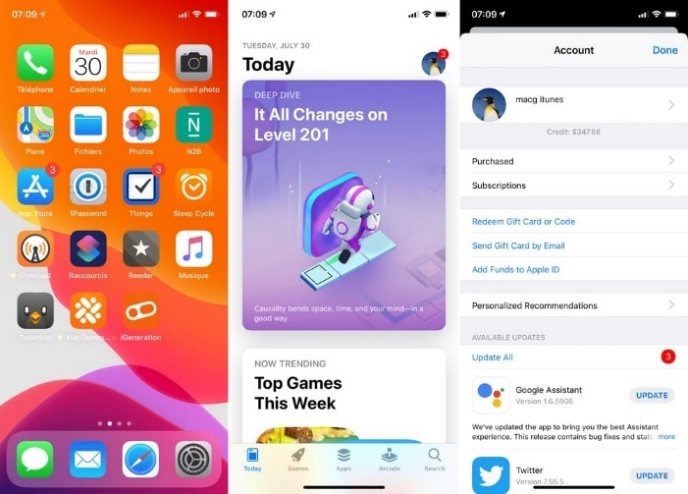 07:09
Mardi
30
Téléphone
Calendrier
Notes
Appareil photo
Plans
Fichiers
Photos
N
N26
3
3
App Store
1Password
Things
Sleep Cycle
Overcast
Raccourcis
Reeder
Musique
Tweetbot
iGeneration
07:09
TUESDAY, JULY 30
Today
3
DEEP DIVE
It All Changes on
Level 201
Causality bends space, time, and your mind—in a
good way.
NOW TRENDING
Top Games
This Week
Today
Games
Apps
Arcade
Search
07:09
Account
Done
macg itunes
Credit: $347.68
Purchased
Subscriptions
Redeem Gift Card or Code
Send Gift Card by Email
Add Funds to Apple ID
Personalized Recommendations
AVAILABLE UPDATES
Update All
3
Google Assistant
Version 1.6.5906
UPDATE
We've updated the app to bring you the best Assistant
experience. This release contains bug fixes and more
Twitter
Version 7.55.5
UPDATE